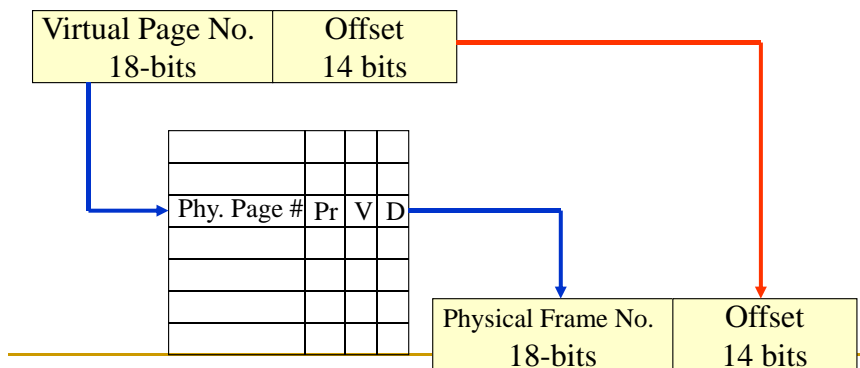 Virtual Page No. Offset
18-bits 14 bits
Phy. Page # Pr V D
Physical Frame No. Offset
18-bits 14 bits